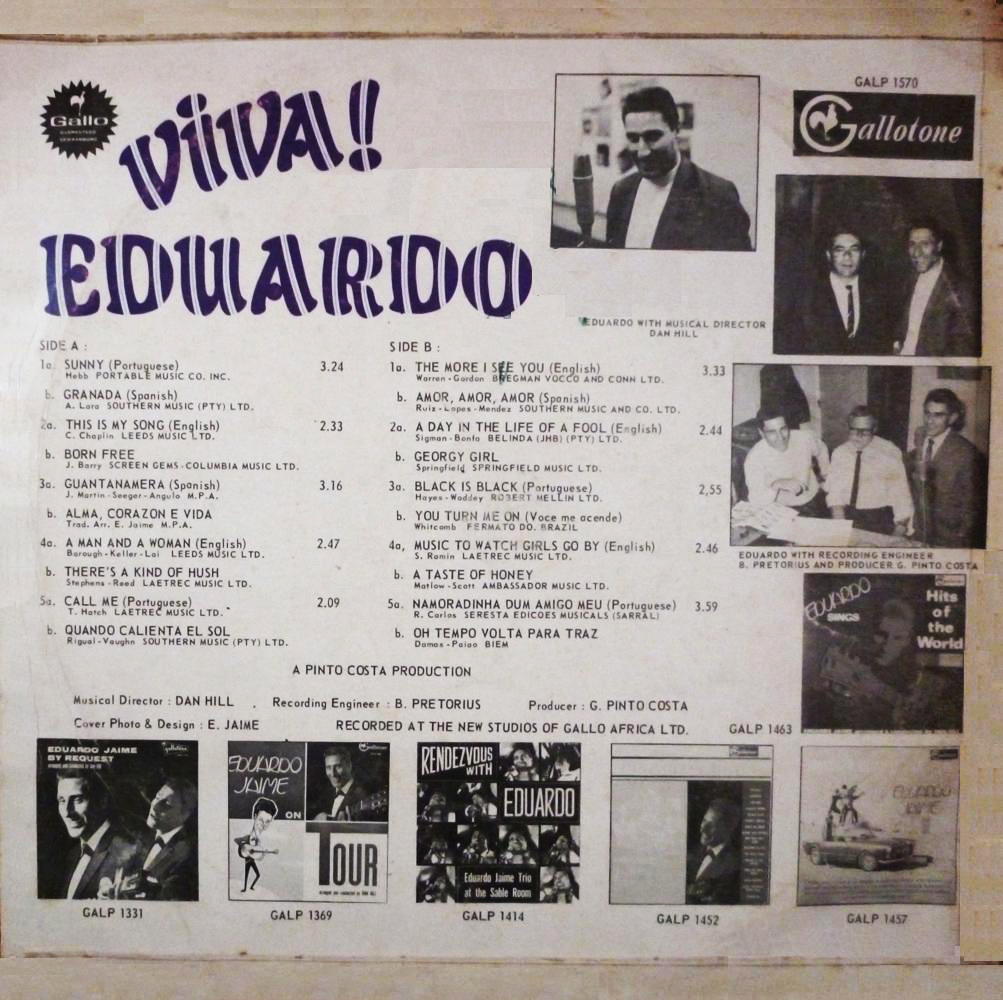 Gallo
GUARANTEED
ViVA!
EDUARDO
GALP 1570
Gallotone
EDUARDO WITH MUSICAL DIRECTOR
DAN HILL
SIDE A :
1a. SUNNY (Portuguese) 3.24
Hebb PORTABLE MUSIC CO. INC.
b. GRANADA (Spanish)
A. Lara SOUTHERN MUSIC (PTY) LTD.
2a. THIS IS MY SONG (English) 2.33
C. Chaplin LEEDS MUSIC LTD.
b. BORN FREE
J. Barry SCREEN GEMS-COLUMBIA MUSIC LTD.
3a. GUANTANAMERA (Spanish) 3.16
J. Martin-Seeger-Angulo M.P.A.
b. ALMA, CORAZON E VIDA
Trad. Arr. E. Jaime M.P.A.
4a. A MAN AND A WOMAN (English) 2.47
Barough-Keller-Lai LEEDS MUSIC LTD.
b. THERE'S A KIND OF HUSH
Stephens-Reed LAETREC MUSIC LTD.
5a. CALL ME (Portuguese) 2.09
T. Hatch LAETREC MUSIC LTD.
b. QUANDO CALIENTA EL SOL
Rigual-Vaughn SOUTHERN MUSIC (PTY) LTD.
SIDE B :
1a. THE MORE I SEE YOU (English) 3.33
Warren-Gordon BREGMAN VOCCO AND CONN LTD.
b. AMOR, AMOR, AMOR (Spanish)
Ruiz-Lopes-Mendez SOUTHERN MUSIC AND CO. LTD.
2a. A DAY IN THE LIFE OF A FOOL (English) 2.44
Sigman-Bonfa BELINDA (JHB) (PTY) LTD.
b. GEORGY GIRL
Springfield SPRINGFIELD MUSIC LTD.
3a. BLACK IS BLACK (Portuguese) 2,55
Hayes-Waddey ROBERT MELLIN LTD.
b. YOU TURN ME ON (Voce me acende)
Whitcomb FERMATO DO. BRAZIL
4a, MUSIC TO WATCH GIRLS GO BY (English) 2.46
S. Ramin LAETREC MUSIC LTD.
b. A TASTE OF HONEY
Matlow-Scott AMBASSADOR MUSIC LTD.
5a. NAMORADINHA DUM AMIGO MEU (Portuguese) 3.59
R. Carlos SERESTA EDICOES MUSICALS (SARRAL)
b. OH TEMPO VOLTA PARA TRAZ
Damas-Paiao BIEM
EDUARDO WITH RECORDING ENGINEER
B. PRETORIUS AND PRODUCER G. PINTO COSTA
EDUARDO
SINGS
Hits
of
the
World
A PINTO COSTA PRODUCTION
Musical Director : DAN HILL . Recording Engineer : B. PRETORIUS Producer : G. PINTO COSTA
Cover Photo & Design : E. JAIME RECORDED AT THE NEW STUDIOS OF GALLO AFRICA LTD. GALP 1463
EDUARDO JAIME
BY REQUEST
EDUARDO
JAIME
ON
TOUR
RENDEZVOUS
WITH
EDUARDO
Eduardo Jaime Trio
at the Sable Room
EDUARDO
JAIME
GALP 1331
GALP 1369
GALP 1414
GALP 1452
GALP 1457